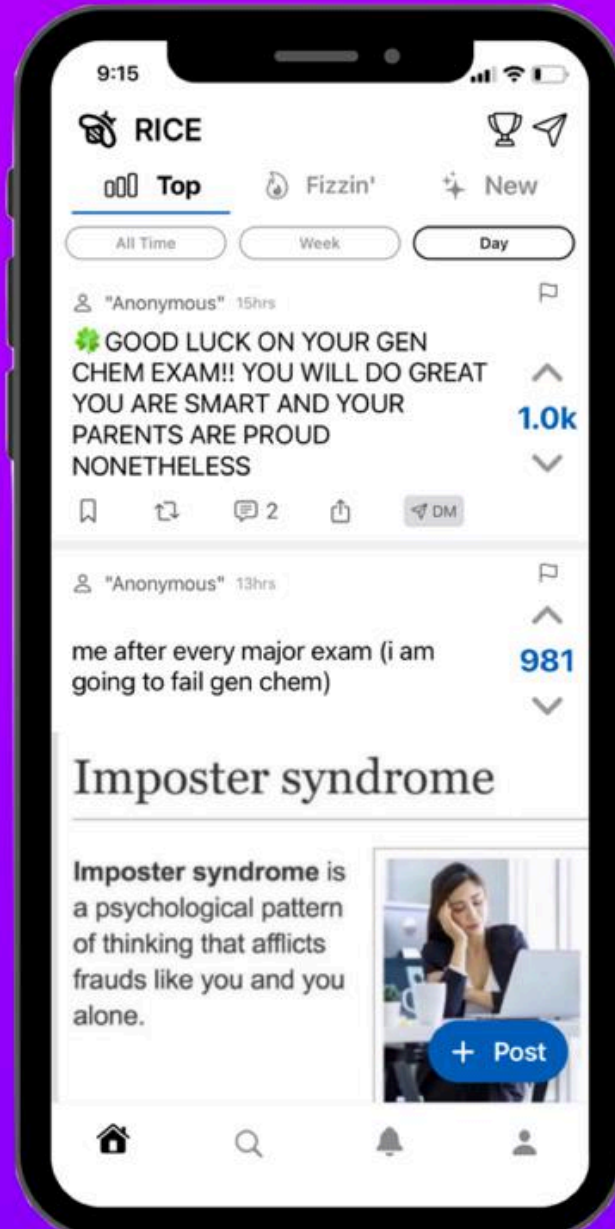 9:15
RICE
Top
Fizzin'
New
All Time
Week
Day
"Anonymous" 15hrs
🍀GOOD LUCK ON YOUR GEN
CHEM EXAM!! YOU WILL DO GREAT
YOU ARE SMART AND YOUR
PARENTS ARE PROUD
NONETHELESS
1.0k
2
DM
"Anonymous" 13hrs
me after every major exam (i am
going to fail gen chem)
981
Imposter syndrome
Imposter syndrome is
a psychological pattern
of thinking that afflicts
frauds like you and you
alone.
+ Post